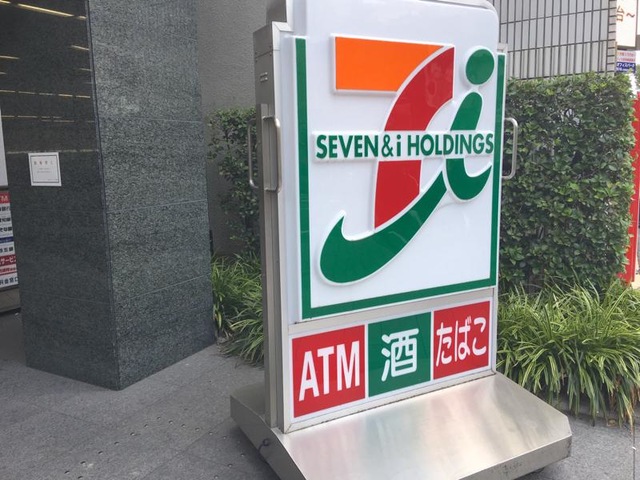 SEVEN & i HOLDINGS
ATM
酒
たばこ